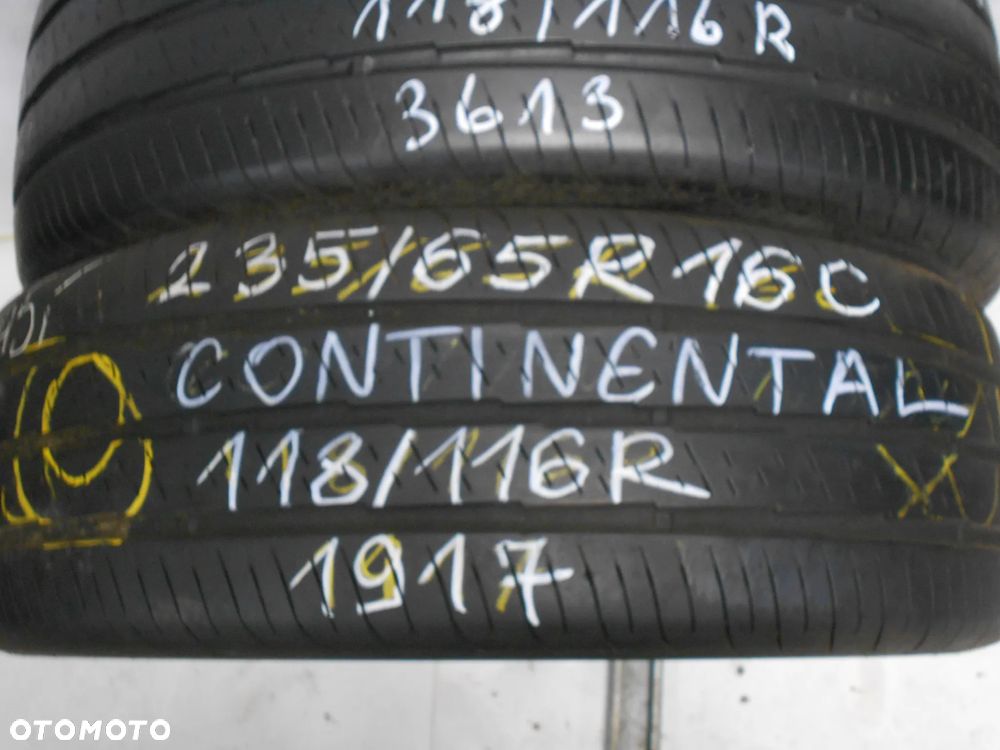 118/116R
3613
235/65R16C
CONTINENTAL
118/116R
1917
OTOMOTO